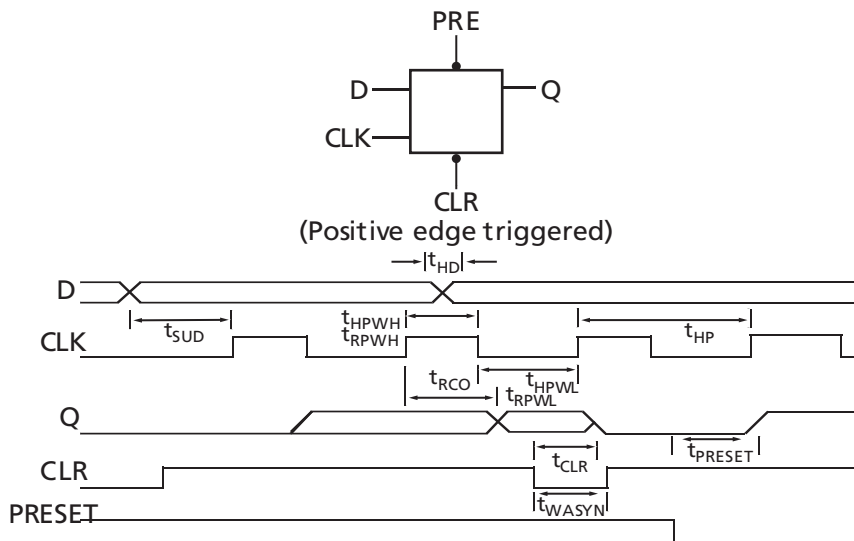 PRE
D
Q
CLK
CLR
(Positive edge triggered)
tHD
D
tSUD
tHPWH
tRPWH
tHP
CLK
tRCO
tHPWL
tRPWL
Q
tCLR
tPRESET
CLR
tWASYN
PRESET